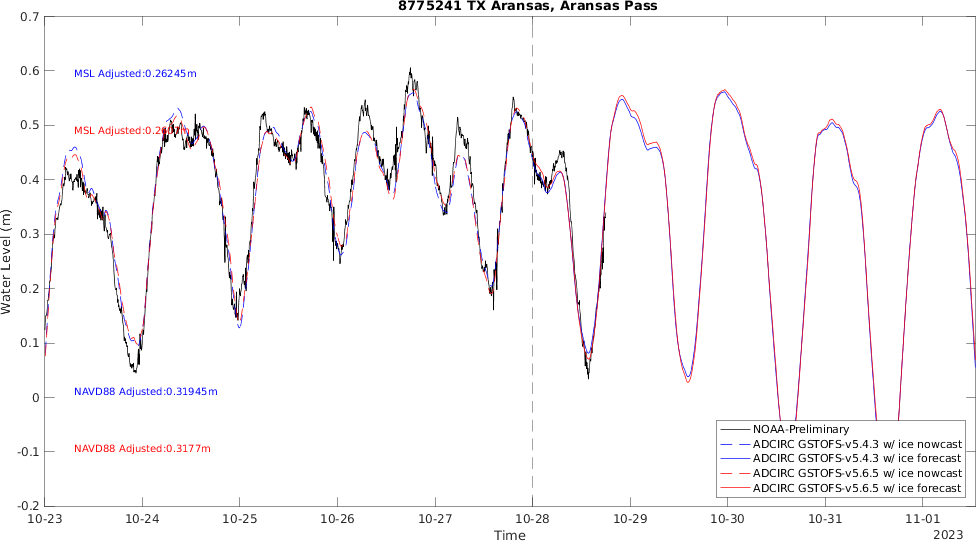 8775241 TX Aransas, Aransas Pass
0.7
0.6
0.5
0.4
0.3
0.2
0.1
0
-0.1
-0.2
Water Level (m)
MSL Adjusted:0.26245m
MSL Adjusted:
NAVD88 Adjusted:0.31945m
NAVD88 Adjusted:0.3177m
NOAA-Preliminary
ADCIRC GSTOFS-v5.4.3 w/ ice nowcast
ADCIRC GSTOFS-v5.4.3 w/ ice forecast
ADCIRC GSTOFS-v5.6.5 w/ ice nowcast
ADCIRC GSTOFS-v5.6.5 w/ ice forecast
10-23 10-24 10-25 10-26 10-27 10-28 10-29 10-30 10-31 11-01
Time
2023